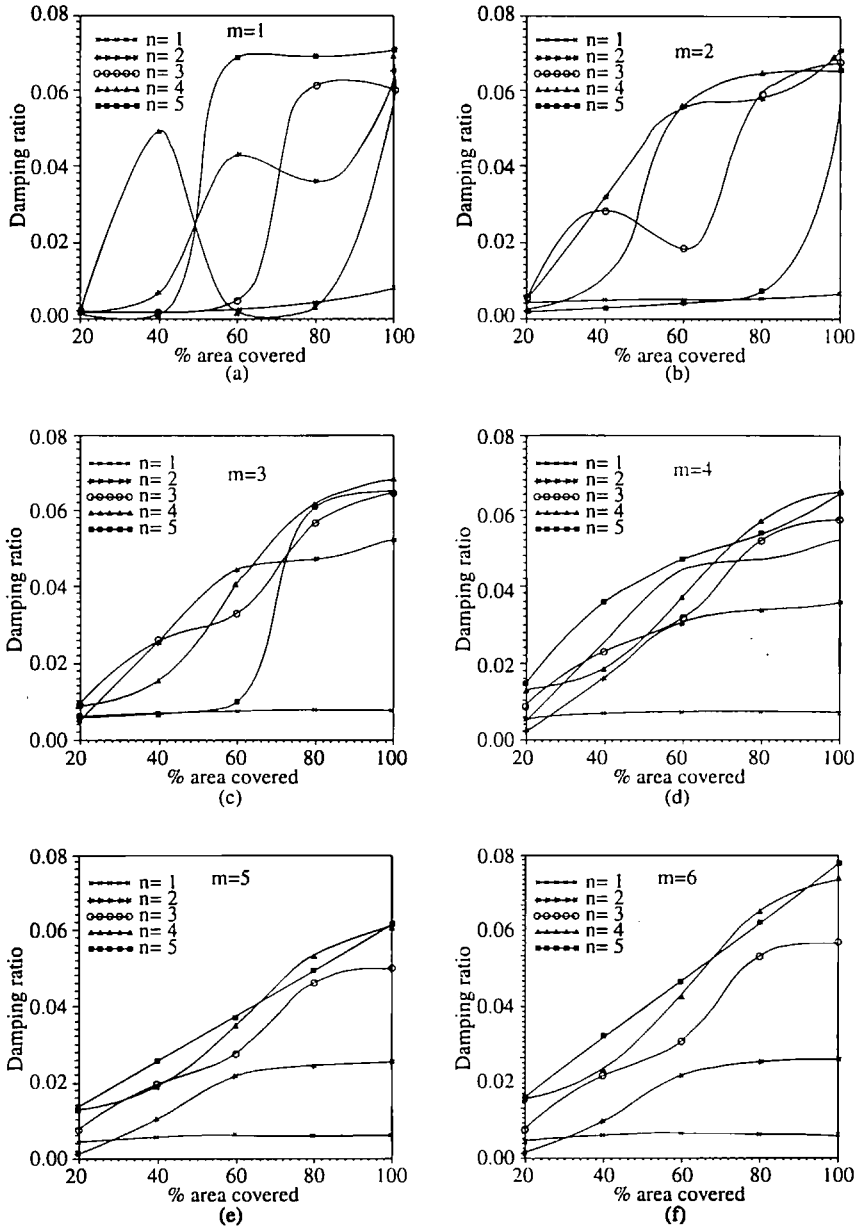 0.08
0.06
0.04
0.02
0.00
Damping ratio
n= 1
n= 2
n= 3
n= 4
n= 5
m=1
20 40 60 80 100
% area covered
(a)
0.08
0.06
0.04
0.02
0.00
Damping ratio
n= 1
n= 2
n= 3
n= 4
n= 5
m=2
20 40 60 80 100
% area covered
(b)
0.08
0.06
0.04
0.02
0.00
Damping ratio
n= 1
n= 2
n= 3
n= 4
n= 5
m=3
20 40 60 80 100
% area covered
(c)
0.08
0.06
0.04
0.02
0.00
Damping ratio
n= 1
n= 2
n= 3
n= 4
n= 5
m=4
20 40 60 80 100
% area covered
(d)
0.08
0.06
0.04
0.02
0.00
Damping ratio
n= 1
n= 2
n= 3
n= 4
n= 5
m=5
20 40 60 80 100
% area covered
(e)
0.08
0.06
0.04
0.02
0.00
Damping ratio
n= 1
n= 2
n= 3
n= 4
n= 5
m=6
20 40 60 80 100
% area covered
(f)